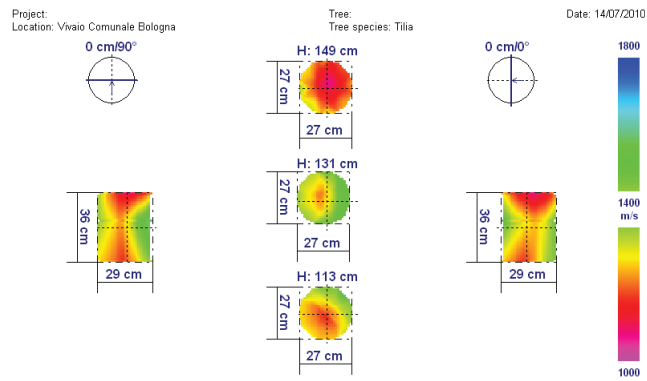 Project:
Tree:
Date: 14/07/2010
Location: Vivaio Comunale Bologna
Tree species: Tilia
0 cm/90°
H: 149 cm
0 cm/0°
1800
27 cm
27 cm
H: 131 cm
27 cm
27 cm
36 cm
29 cm
36 cm
29 cm
1400
m/s
H: 113 cm
27 cm
27 cm
1000